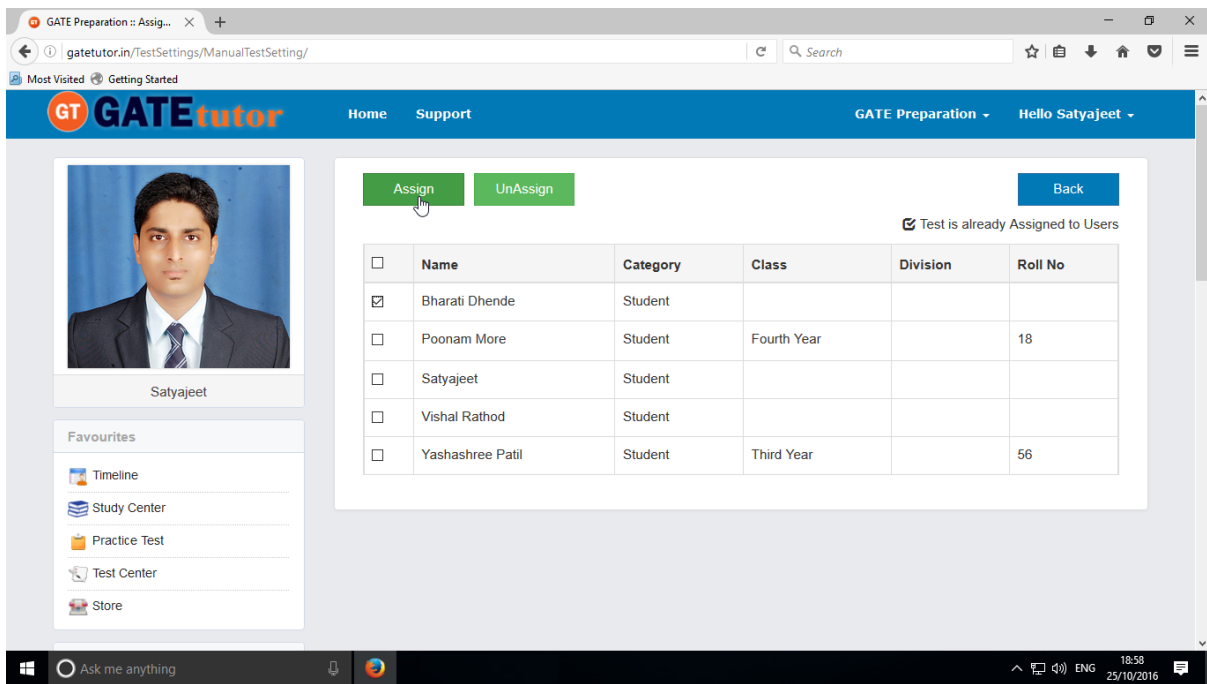 GATE Preparation :: Assig...
gatetutor.in/TestSettings/ManualTestSetting/
Search
Most Visited Getting Started
GT GATEtutor Home Support GATE Preparation Hello Satyajeet
Assign UnAssign Back
Test is already Assigned to Users
Name Category Class Division Roll No
Bharati Dhende Student
Poonam More Student Fourth Year 18
Satyajeet Student
Vishal Rathod Student
Yashashree Patil Student Third Year 56
Satyajeet
Favourites
Timeline
Study Center
Practice Test
Test Center
Store
Ask me anything
ENG
18:58
25/10/2016